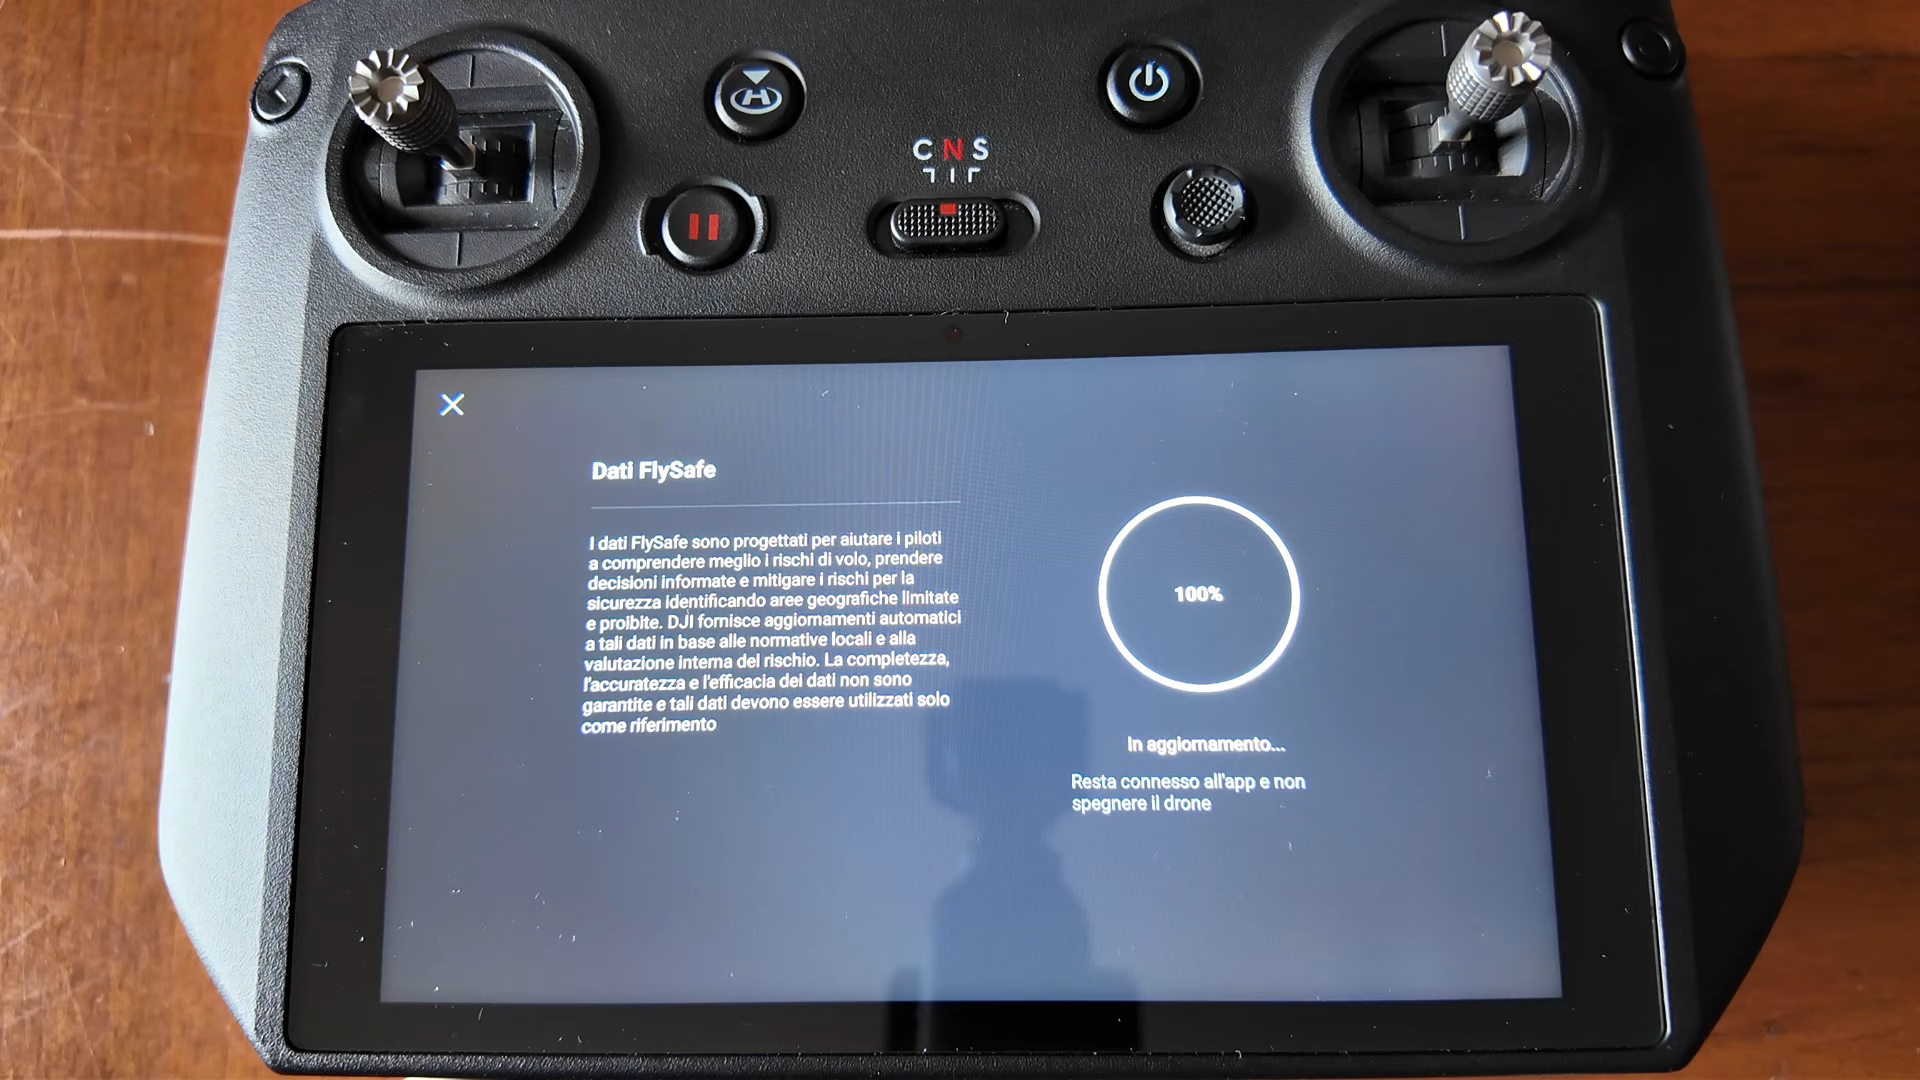 C N S
Dati FlySafe
I dati FlySafe sono progettati per aiutare i piloti
a comprendere meglio i rischi di volo, prendere
decisioni informate e mitigare i rischi per la
sicurezza identificando aree geografiche limitate
e proibite. DJI fornisce aggiornamenti automatici
a tali dati in base alle normative locali e alla
valutazione interna del rischio. La completezza,
l'accuratezza e l'efficacia dei dati non sono
garantite e tali dati devono essere utilizzati solo
come riferimento
100%
In aggiornamento...
Resta connesso all'app e non
spegnere il drone